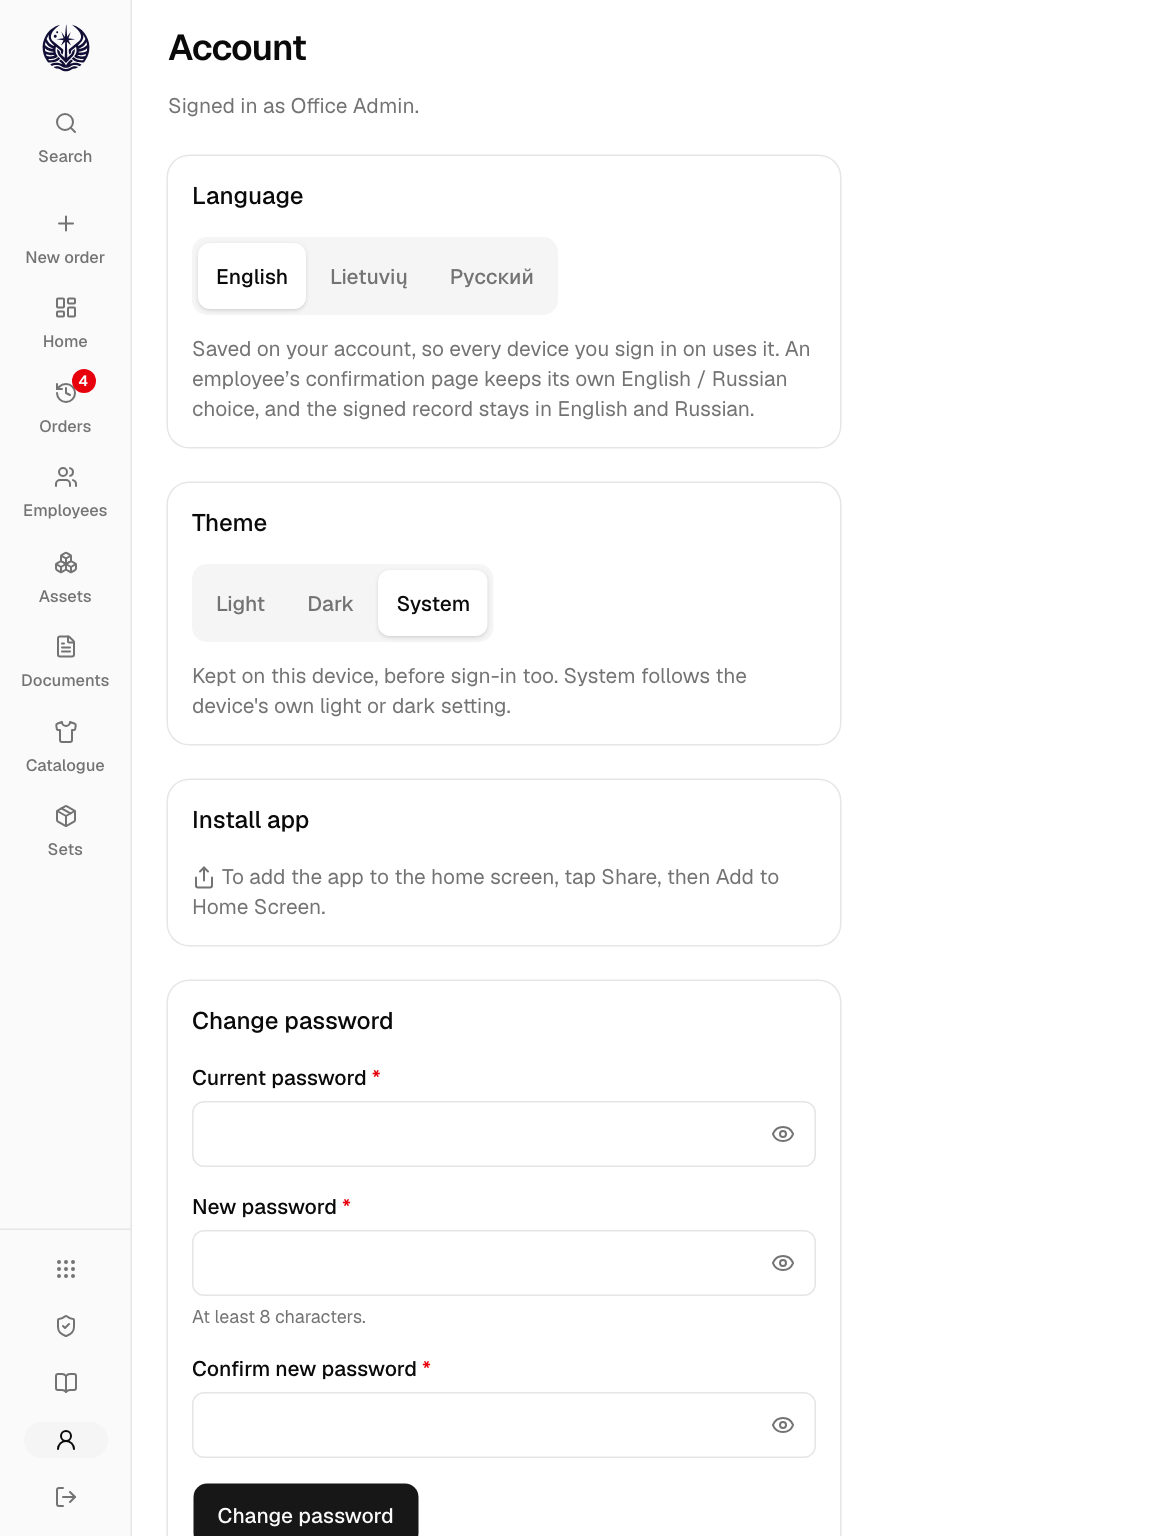 Account
Signed in as Office Admin.
Search
New order
Home
4
Orders
Employees
Assets
Documents
Catalogue
Sets
Language
English
Lietuvių
Русский
Saved on your account, so every device you sign in on uses it. An
employee’s confirmation page keeps its own English / Russian
choice, and the signed record stays in English and Russian.
Theme
Light
Dark
System
Kept on this device, before sign-in too. System follows the
device's own light or dark setting.
Install app
To add the app to the home screen, tap Share, then Add to
Home Screen.
Change password
Current password *
New password *
At least 8 characters.
Confirm new password *
Change password